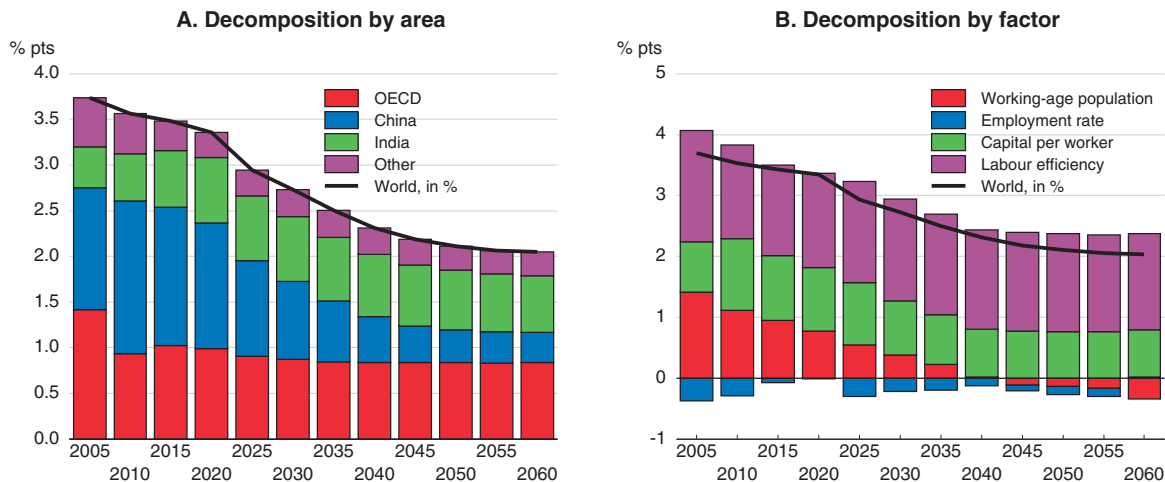 A. Decomposition by area
% pts
4.0
3.5
3.0
2.5
2.0
1.5
1.0
0.5
0.0
OECD
China
India
Other
World, in %
2005 2015 2025 2035 2045 2055
2010 2020 2030 2040 2050 2060
B. Decomposition by factor
% pts
5
4
3
2
1
0
-1
Working-age population
Employment rate
Capital per worker
Labour efficiency
World, in %
2005 2015 2025 2035 2045 2055
2010 2020 2030 2040 2050 2060